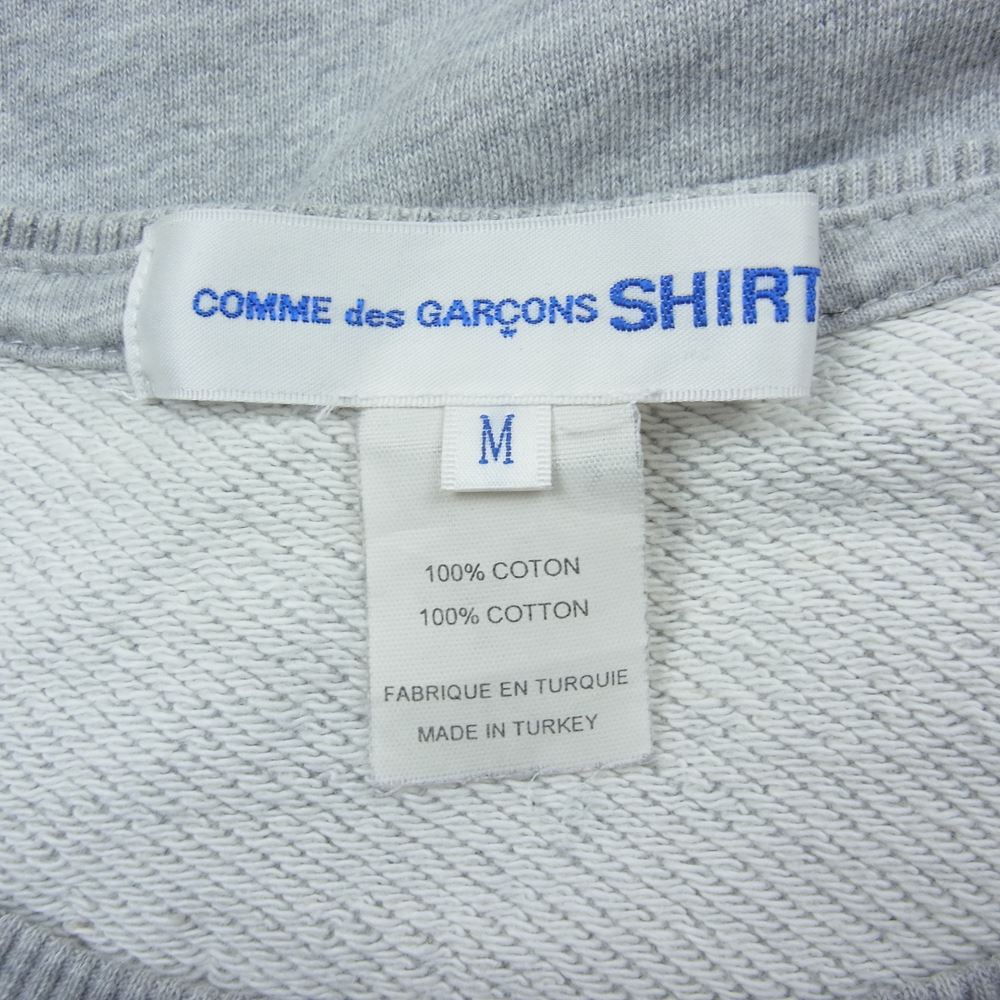 COMME des GARÇONS SHIRT
M
100% COTON
100% COTTON
FABRIQUE EN TURQUIE
MADE IN TURKEY